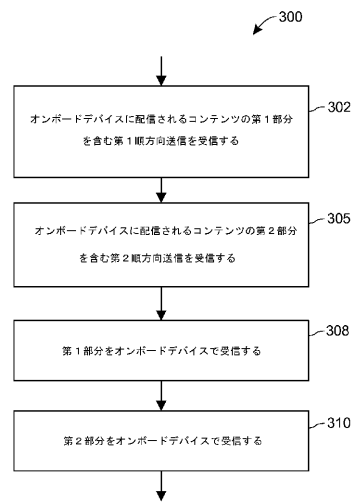 300
オンボードデバイスに配信されるコンテンツの第１部分
を含む第１順方向送信を受信する
302
オンボードデバイスに配信されるコンテンツの第２部分
を含む第２順方向送信を受信する
305
第１部分をオンボードデバイスで受信する
308
第２部分をオンボードデバイスで受信する
310